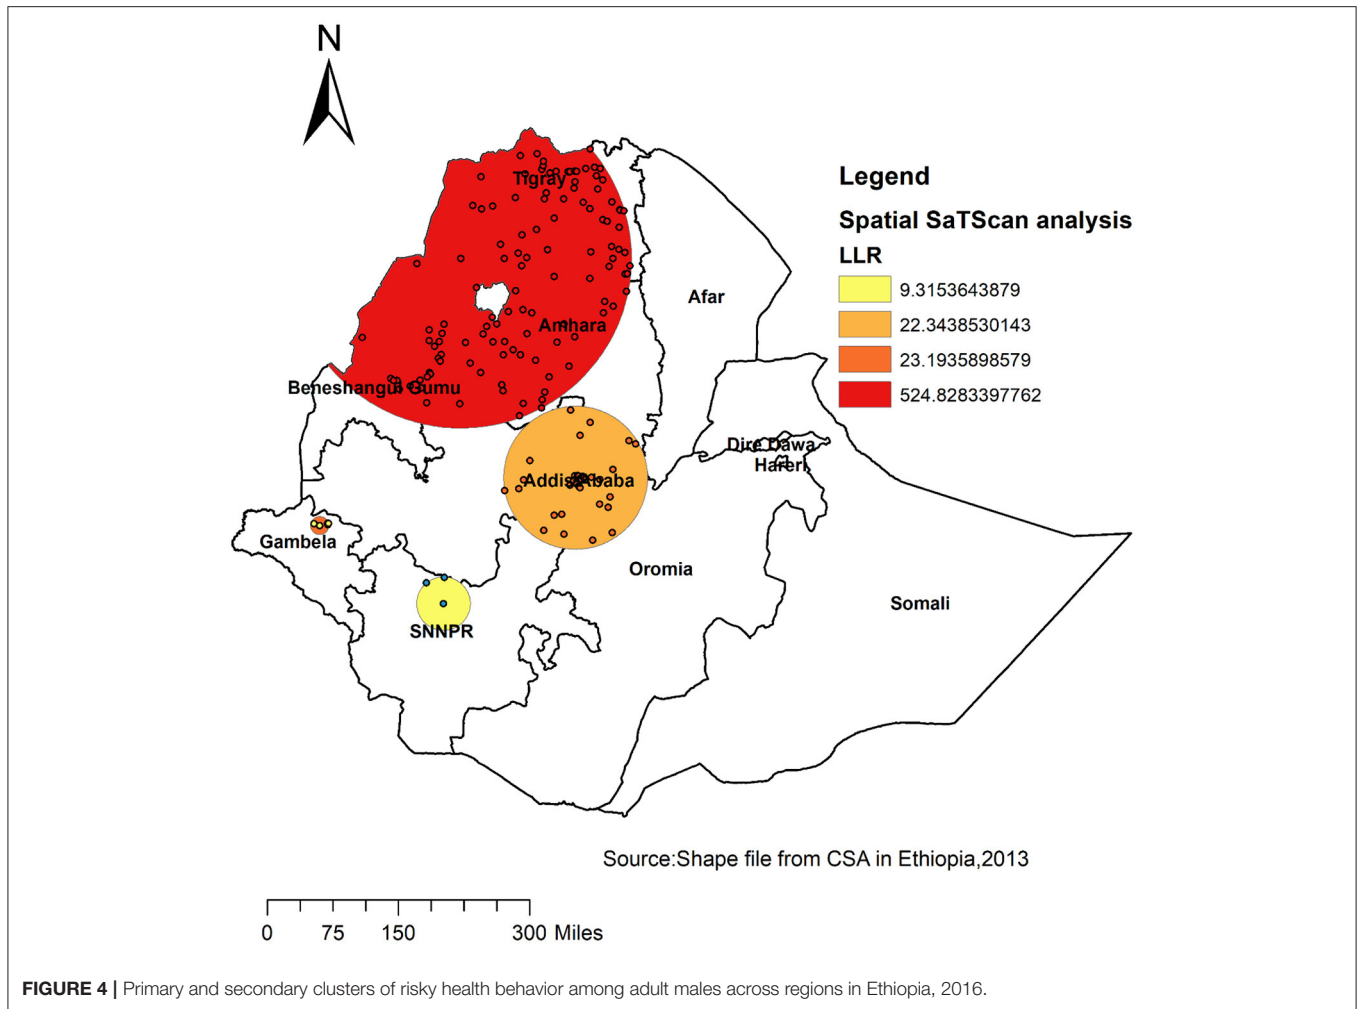 N
Tigray
Legend
Spatial SaTScan analysis
LLR
9.3153643879
22.3438530143
23.1935898579
524.8283397762
Afar
Amhara
Beneshangul Gumu
Dire Dawa
Hareri
Addis Ababa
Gambela
Oromia
Somali
SNNPR
Source:Shape file from CSA in Ethiopia,2013
0 75 150 300 Miles
FIGURE 4 | Primary and secondary clusters of risky health behavior among adult males across regions in Ethiopia, 2016.